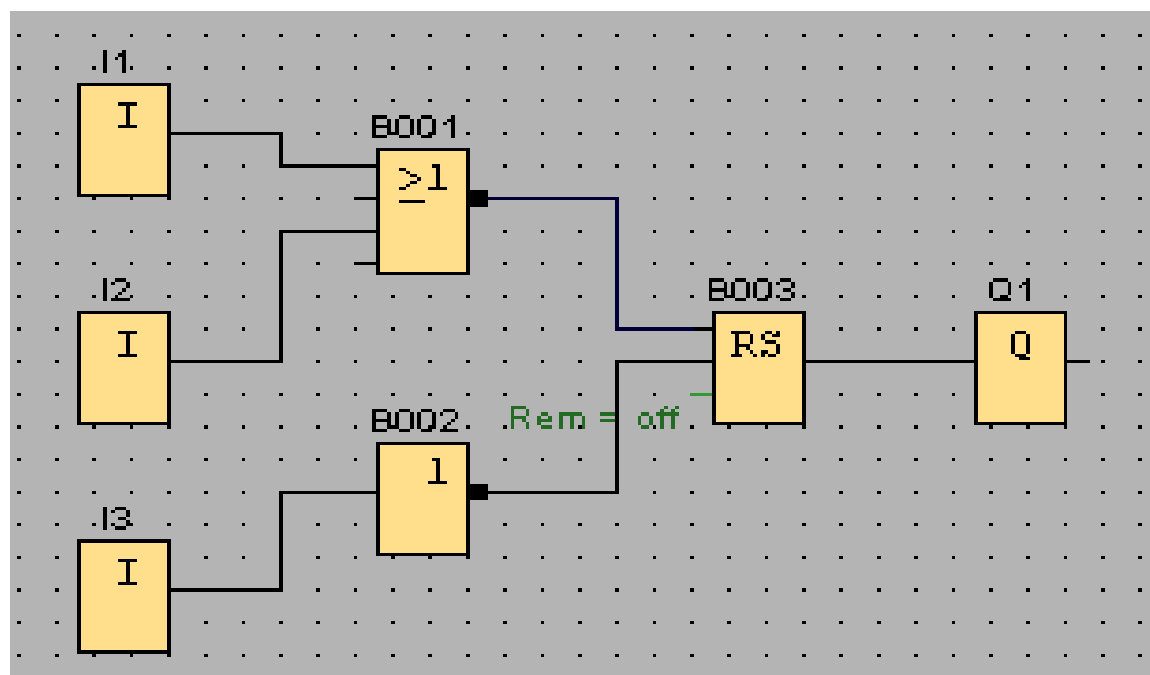 I1
I
B001
≥1
I2
I
B003
RS
Q1
Q
B002
1
Rem = off
I3
I